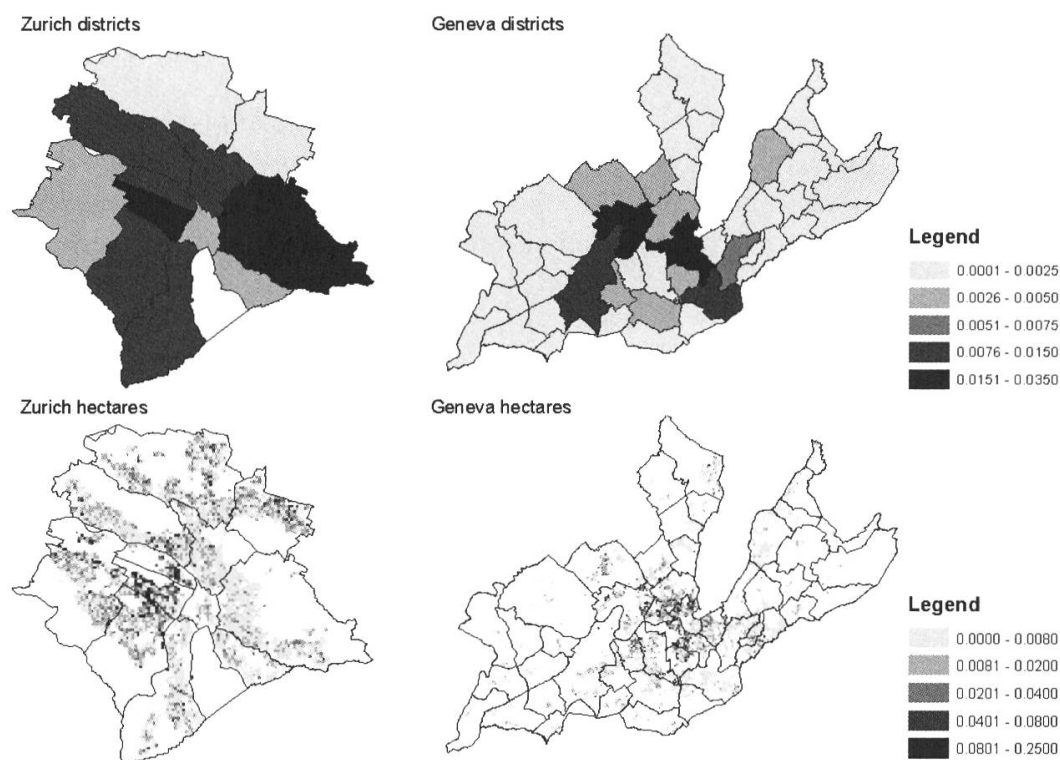 Zurich districts
Geneva districts
Legend
0.0001 - 0.0025
0.0026 - 0.0050
0.0051 - 0.0075
0.0076 - 0.0150
0.0151 - 0.0350
Zurich hectares
Geneva hectares
Legend
0.0000 - 0.0080
0.0081 - 0.0200
0.0201 - 0.0400
0.0401 - 0.0800
0.0801 - 0.2500